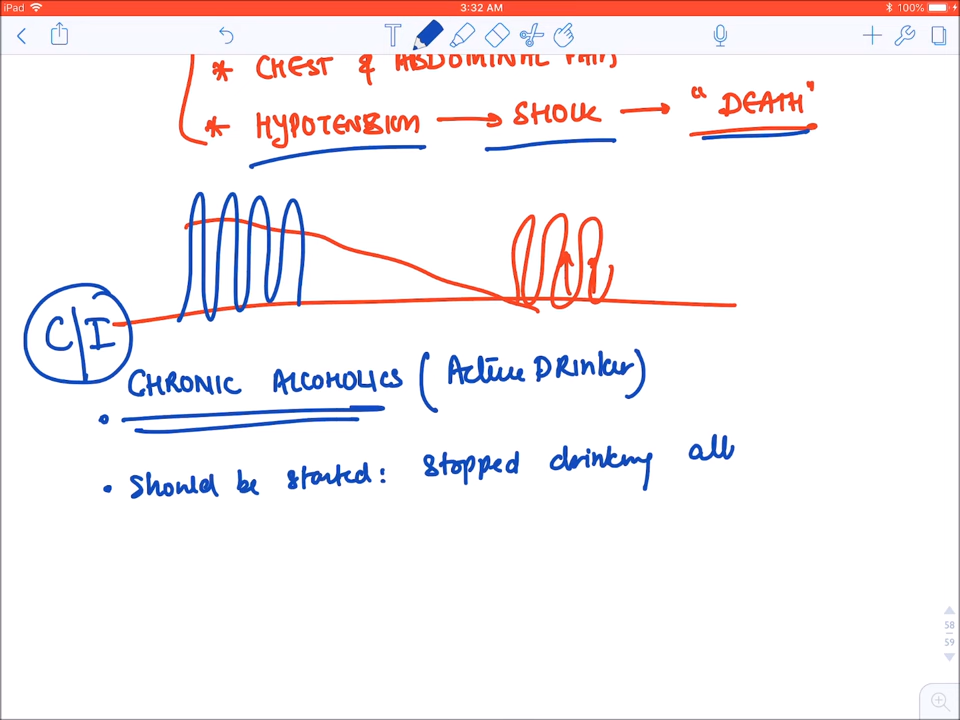 iPad 3:32 AM 100%
T
* CHEST & ABDOMINAL PAIN
* HYPOTENSION → SHOCK → "DEATH"
C/I
CHRONIC ALCOHOLICS (Active DRinker)
• Should be started: Stopped drinking all
58
59